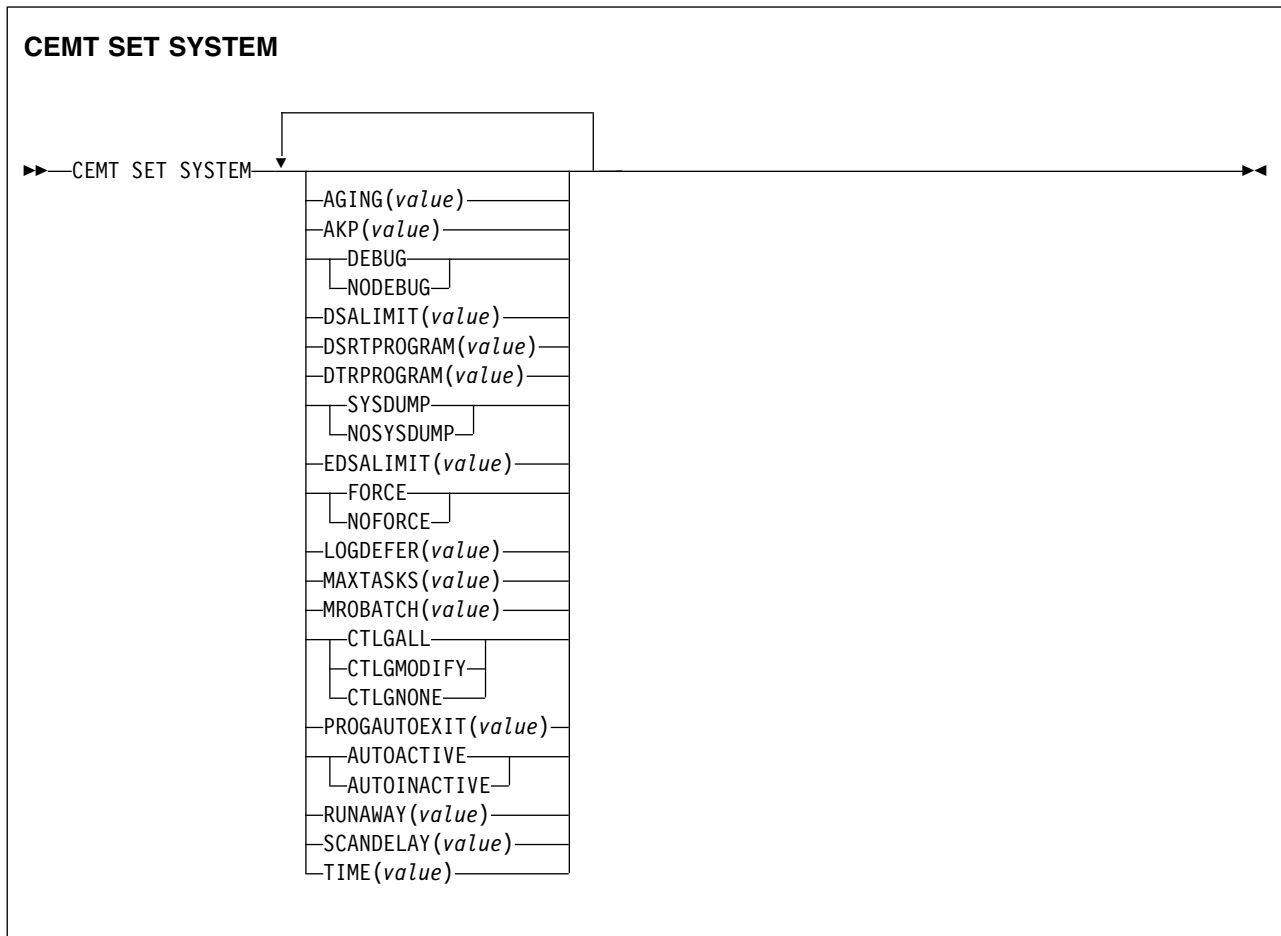 CEMT SET SYSTEM
CEMT SET SYSTEM
AGING(value)
AKP(value)
DEBUG
NODEBUG
DSALIMIT(value)
DSRTPROGRAM(value)
DTRPROGRAM(value)
SYSDUMP
NOSYSDUMP
EDSALIMIT(value)
FORCE
NOFORCE
LOGDEFER(value)
MAXTASKS(value)
MROBATCH(value)
CTLGALL
CTLGMODIFY
CTLGNONE
PROGAUTOEXIT(value)
AUTOACTIVE
AUTOINACTIVE
RUNAWAY(value)
SCANDELAY(value)
TIME(value)